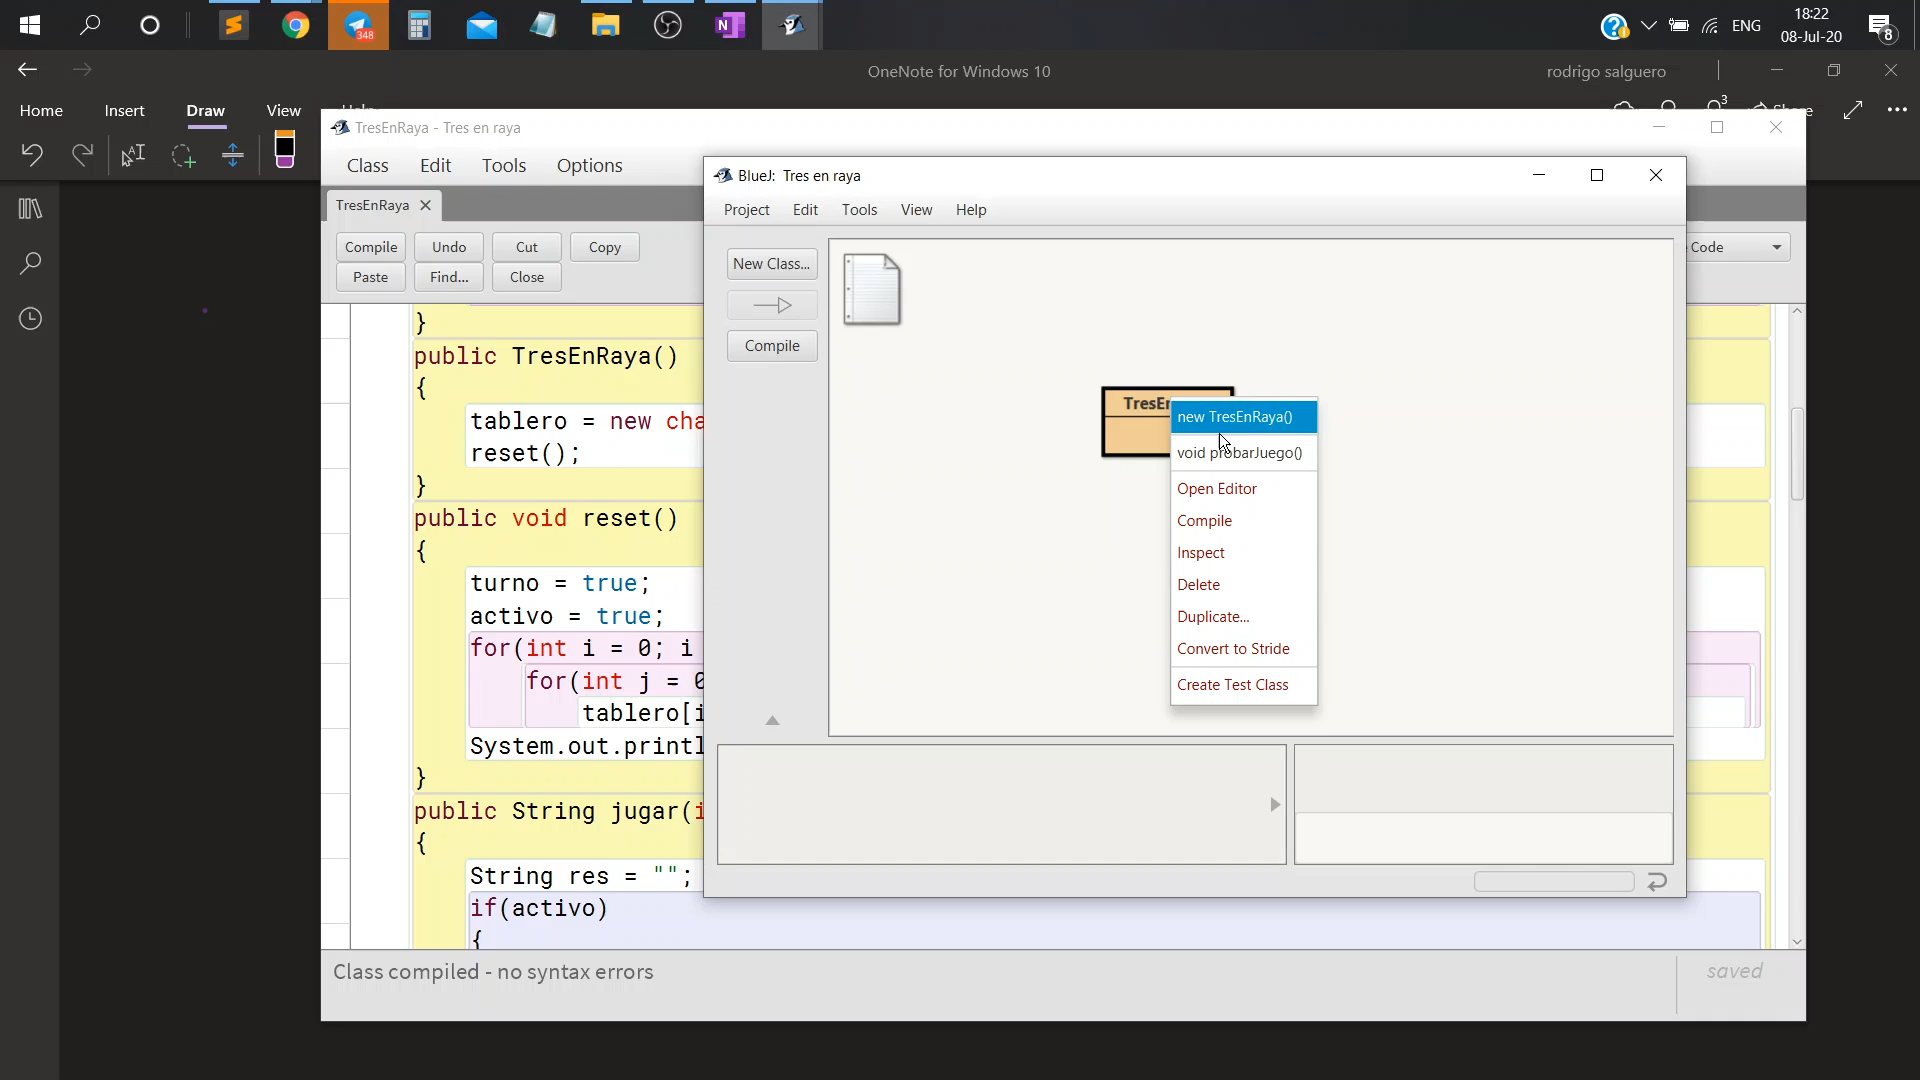 348
ENG
18:22
08-Jul-20
8
OneNote for Windows 10
rodrigo salguero
Home
Insert
Draw
View
3
Share
TresEnRaya - Tres en raya
Class
Edit
Tools
Options
TresEnRaya
Compile
Undo
Cut
Copy
Paste
Find...
Close
Code
}
public TresEnRaya()
{
tablero = new cha
reset();
}
public void reset()
{
turno = true;
activo = true;
for(int i = 0; i
for(int j = 0
tablero[i
System.out.printl
}
public String jugar(i
{
String res = "";
if(activo)
{
Class compiled - no syntax errors
saved
BlueJ: Tres en raya
Project
Edit
Tools
View
Help
New Class...
Compile
TresEn
new TresEnRaya()
void probarJuego()
Open Editor
Compile
Inspect
Delete
Duplicate...
Convert to Stride
Create Test Class